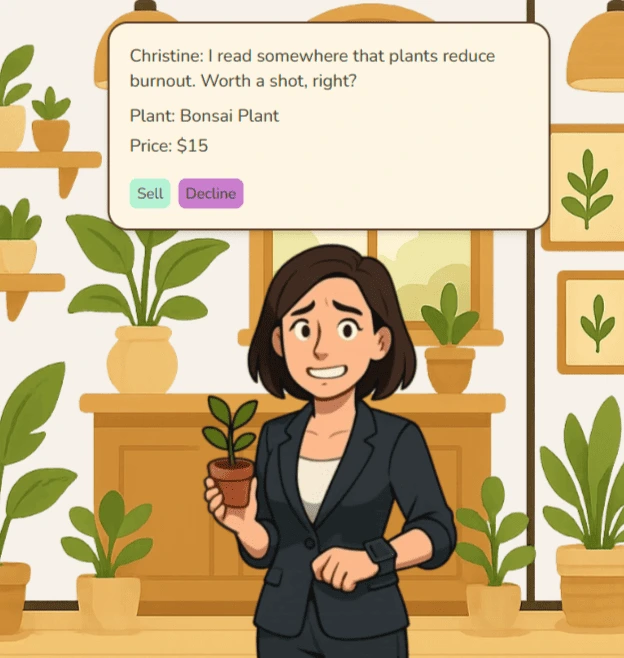 Christine: I read somewhere that plants reduce
burnout. Worth a shot, right?
Plant: Bonsai Plant
Price: $15
Sell Decline